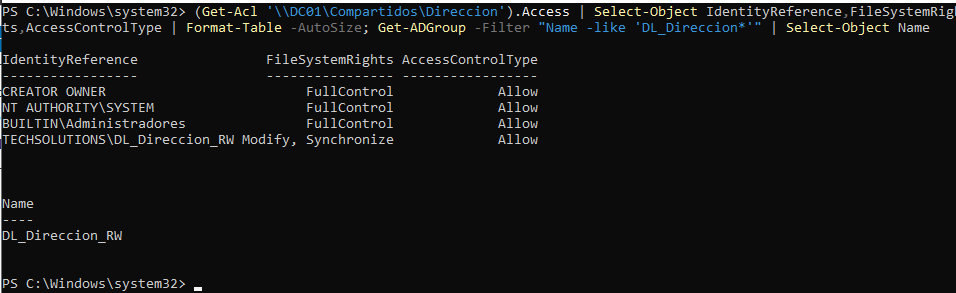 PS C:\Windows\system32> (Get-Acl '\\DC01\Compartidos\Direccion').Access | Select-Object IdentityReference,FileSystemRigh
ts,AccessControlType | Format-Table -AutoSize; Get-ADGroup -Filter "Name -like 'DL_Direccion*'" | Select-Object Name
IdentityReference FileSystemRights AccessControlType
----------------- ---------------- -----------------
CREATOR OWNER FullControl Allow
NT AUTHORITY\SYSTEM FullControl Allow
BUILTIN\Administradores FullControl Allow
TECHSOLUTIONS\DL_Direccion_RW Modify, Synchronize Allow
Name
----
DL_Direccion_RW
PS C:\Windows\system32>